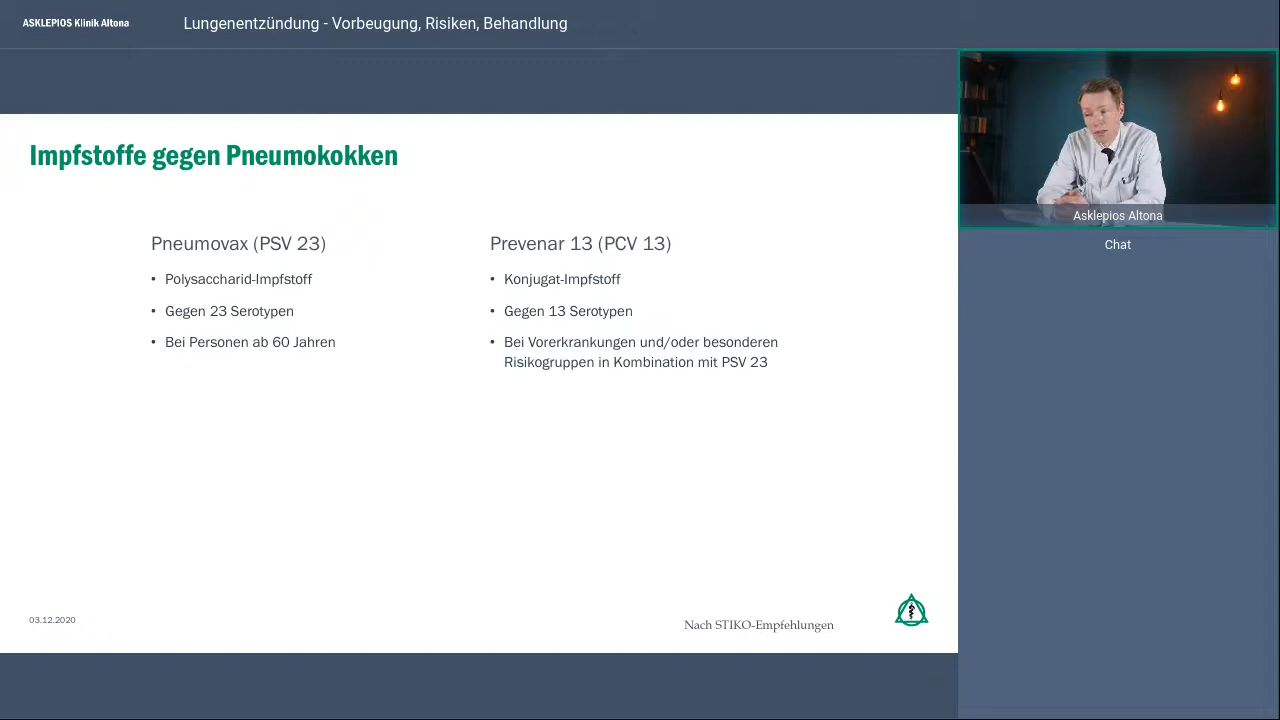 ASKLEPIOS Klinik Altona
Lungenentzündung - Vorbeugung, Risiken, Behandlung
Impfstoffe gegen Pneumokokken
Pneumovax (PSV 23)
• Polysaccharid-Impfstoff
• Gegen 23 Serotypen
• Bei Personen ab 60 Jahren
Prevenar 13 (PCV 13)
• Konjugat-Impfstoff
• Gegen 13 Serotypen
• Bei Vorerkrankungen und/oder besonderen
Risikogruppen in Kombination mit PSV 23
03.12.2020
Nach STIKO-Empfehlungen
Asklepios Altona
Chat